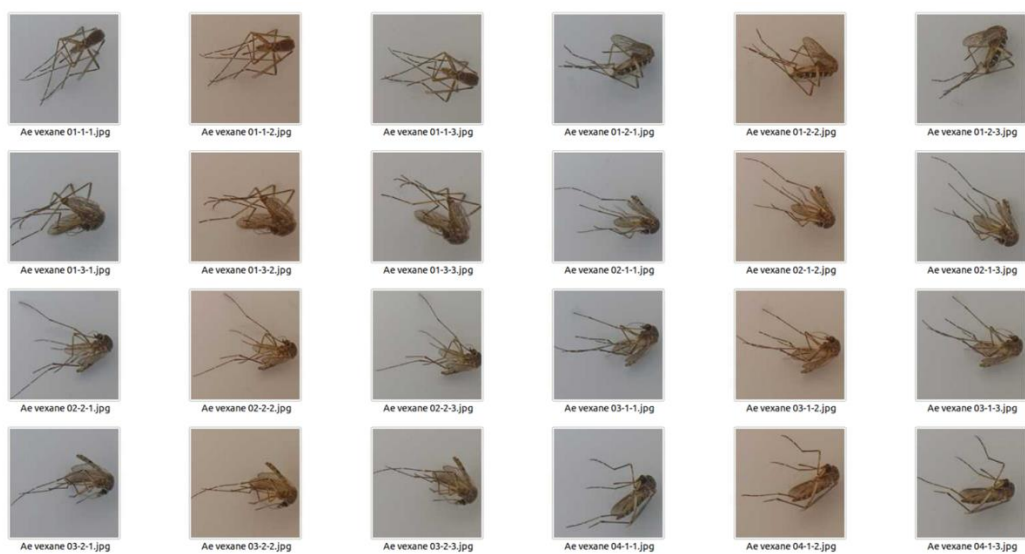 Ae vexane 01-1-1.jpg Ae vexane 01-1-2.jpg Ae vexane 01-1-3.jpg Ae vexane 01-2-1.jpg Ae vexane 01-2-2.jpg Ae vexane 01-2-3.jpg
Ae vexane 01-3-1.jpg Ae vexane 01-3-2.jpg Ae vexane 01-3-3.jpg Ae vexane 02-1-1.jpg Ae vexane 02-1-2.jpg Ae vexane 02-1-3.jpg
Ae vexane 02-2-1.jpg Ae vexane 02-2-2.jpg Ae vexane 02-2-3.jpg Ae vexane 03-1-1.jpg Ae vexane 03-1-2.jpg Ae vexane 03-1-3.jpg
Ae vexane 03-2-1.jpg Ae vexane 03-2-2.jpg Ae vexane 03-2-3.jpg Ae vexane 04-1-1.jpg Ae vexane 04-1-2.jpg Ae vexane 04-1-3.jpg